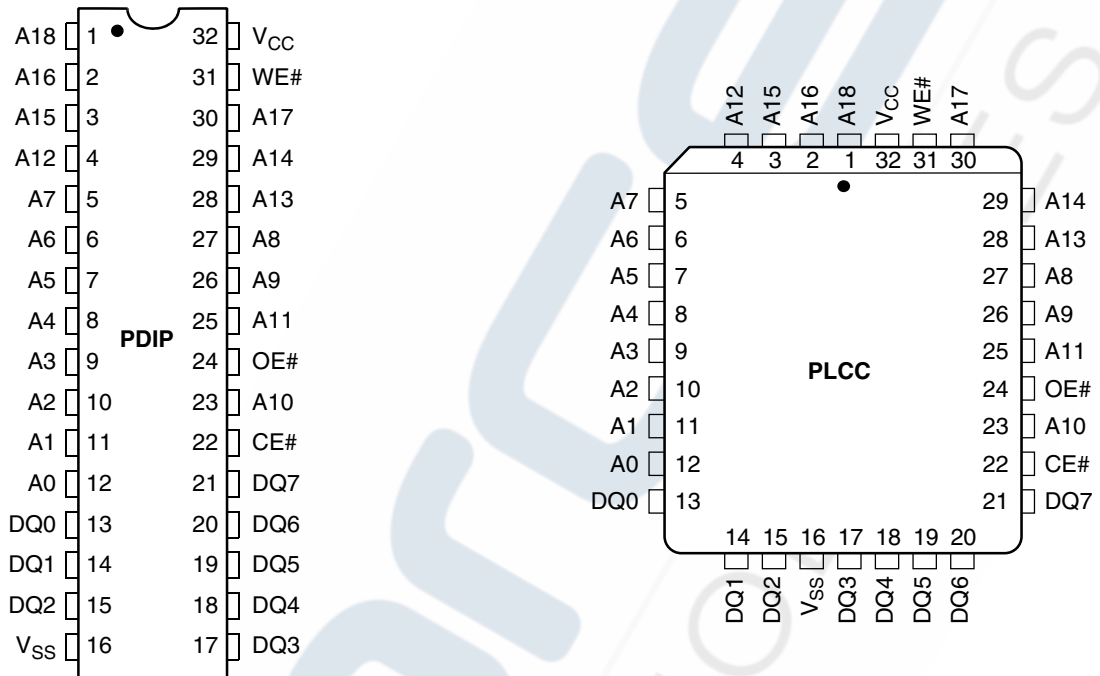 A18 1 32 VCC
A16 2 31 WE#
A15 3 30 A17
A12 4 29 A14
A7 5 28 A13
A6 6 27 A8
A5 7 26 A9
A4 8 25 A11
PDIP
A3 9 24 OE#
A2 10 23 A10
A1 11 22 CE#
A0 12 21 DQ7
DQ0 13 20 DQ6
DQ1 14 19 DQ5
DQ2 15 18 DQ4
VSS 16 17 DQ3
A12 A15 A16 A18 VCC WE# A17
4 3 2 1 32 31 30
A7 5 29 A14
A6 6 28 A13
A5 7 27 A8
A4 8 26 A9
A3 9 25 A11
PLCC
A2 10 24 OE#
A1 11 23 A10
A0 12 22 CE#
DQ0 13 21 DQ7
14 15 16 17 18 19 20
DQ1 DQ2 VSS DQ3 DQ4 DQ5 DQ6